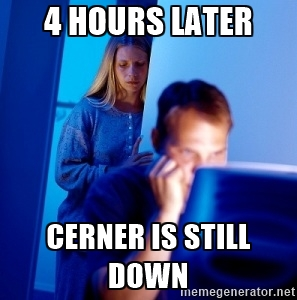 4 HOURS LATER
CERNER IS STILL
DOWN
memegenerator.net